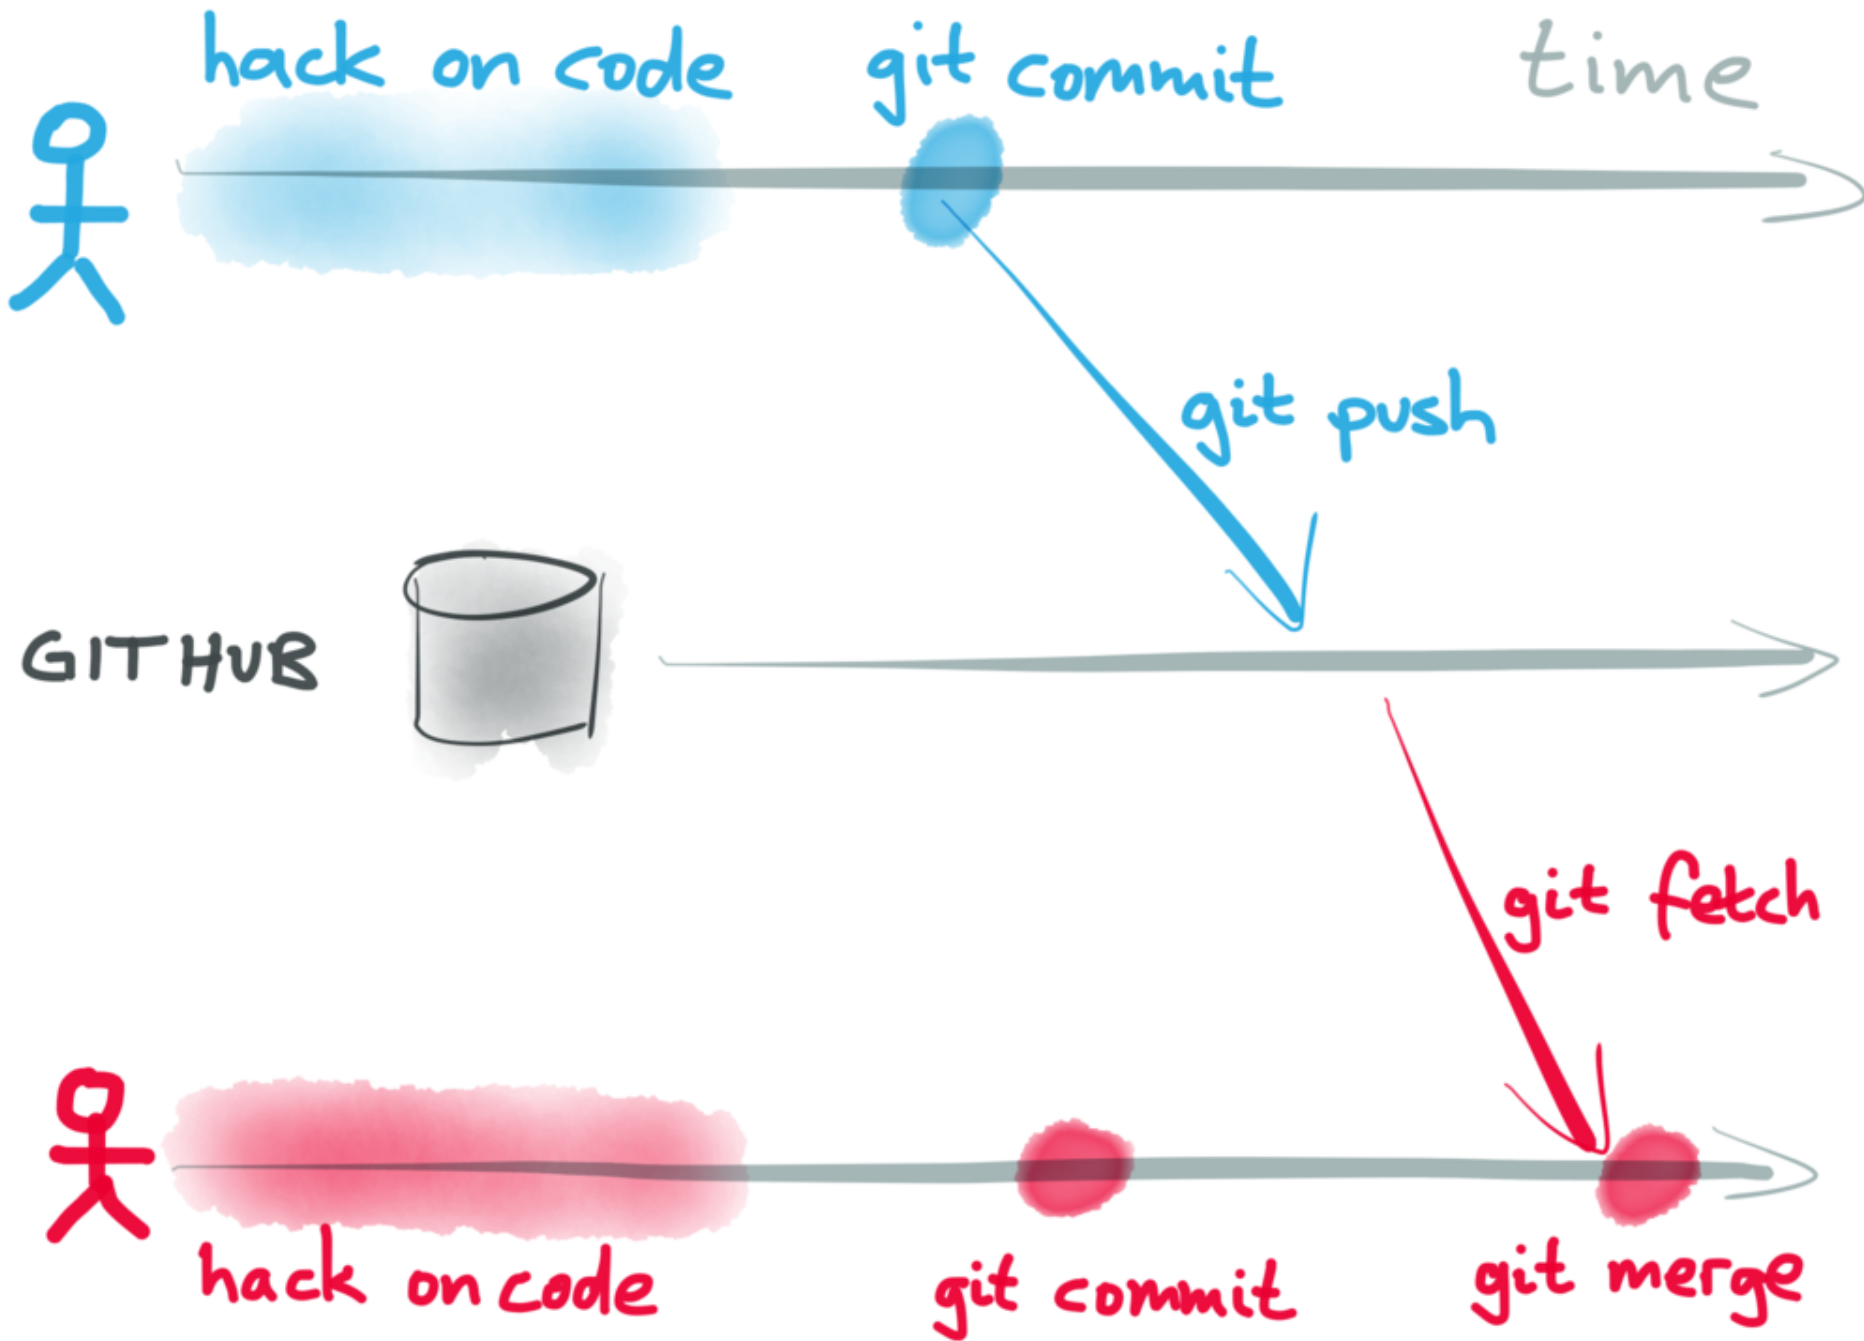 hack on code
git commit
time
git push
GITHUB
git fetch
hack on code
git commit
git merge